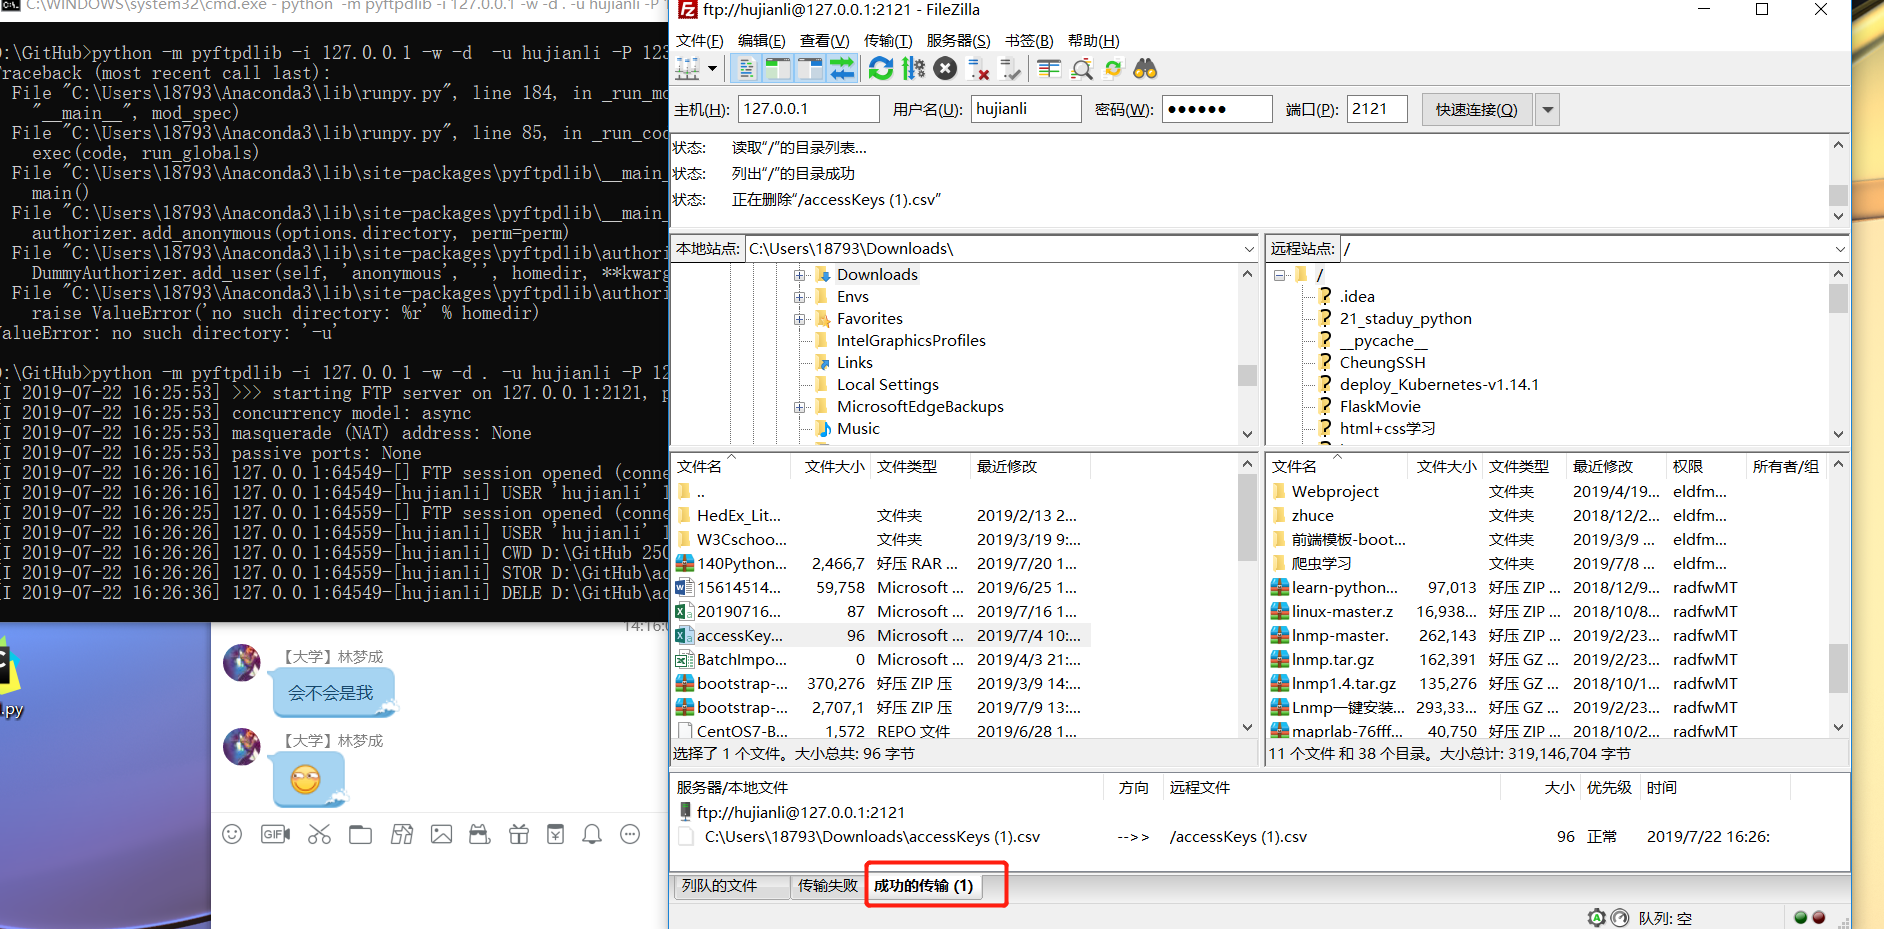 C:\WINDOWS\system32\cmd.exe - python -m pyftpdlib -i 127.0.0.1 -w -d . -u hujianli -P
:\GitHub>python -m pyftpdlib -i 127.0.0.1 -w -d  -u hujianli -P 123
Traceback (most recent call last):
File "C:\Users\18793\Anaconda3\lib\runpy.py", line 184, in _run_mo
"__main__", mod_spec)
File "C:\Users\18793\Anaconda3\lib\runpy.py", line 85, in _run_cod
exec(code, run_globals)
File "C:\Users\18793\Anaconda3\lib\site-packages\pyftpdlib\__main_
main()
File "C:\Users\18793\Anaconda3\lib\site-packages\pyftpdlib\__main_
authorizer.add_anonymous(options.directory, perm=perm)
File "C:\Users\18793\Anaconda3\lib\site-packages\pyftpdlib\authori
DummyAuthorizer.add_user(self, 'anonymous', '', homedir, **kwarg
File "C:\Users\18793\Anaconda3\lib\site-packages\pyftpdlib\authori
raise ValueError('no such directory: %r' % homedir)
ValueError: no such directory: '-u'
:\GitHub>python -m pyftpdlib -i 127.0.0.1 -w -d . -u hujianli -P 12
[I 2019-07-22 16:25:53] >>> starting FTP server on 127.0.0.1:2121, p
[I 2019-07-22 16:25:53] concurrency model: async
[I 2019-07-22 16:25:53] masquerade (NAT) address: None
[I 2019-07-22 16:25:53] passive ports: None
[I 2019-07-22 16:26:16] 127.0.0.1:64549-[] FTP session opened (conne
[I 2019-07-22 16:26:16] 127.0.0.1:64549-[hujianli] USER 'hujianli' l
[I 2019-07-22 16:26:25] 127.0.0.1:64559-[] FTP session opened (conne
[I 2019-07-22 16:26:26] 127.0.0.1:64559-[hujianli] USER 'hujianli' l
[I 2019-07-22 16:26:26] 127.0.0.1:64559-[hujianli] CWD D:\GitHub 250
[I 2019-07-22 16:26:26] 127.0.0.1:64559-[hujianli] STOR D:\GitHub\ac
[I 2019-07-22 16:26:36] 127.0.0.1:64549-[hujianli] DELE D:\GitHub\ac
.py
14:16:
【大学】林梦成
会不会是我
【大学】林梦成
GIF
ftp://hujianli@127.0.0.1:2121 - FileZilla
文件(F) 编辑(E) 查看(V) 传输(T) 服务器(S) 书签(B) 帮助(H)
主机(H): 127.0.0.1 用户名(U): hujianli 密码(W): ●●●●●● 端口(P): 2121 快速连接(Q)
状态: 读取“/”的目录列表...
状态: 列出“/”的目录成功
状态: 正在删除“/accessKeys (1).csv”
本地站点: C:\Users\18793\Downloads\
Downloads
Envs
Favorites
IntelGraphicsProfiles
Links
Local Settings
MicrosoftEdgeBackups
Music
远程站点: /
/
.idea
21_staduy_python
__pycache__
CheungSSH
deploy_Kubernetes-v1.14.1
FlaskMovie
html+css学习
文件名 文件大小 文件类型 最近修改
..
HedEx_Lit... 文件夹 2019/2/13 2...
W3Cschoo... 文件夹 2019/3/19 9:...
140Python... 2,466,7 好压 RAR ... 2019/7/20 1...
15614514... 59,758 Microsoft ... 2019/6/25 1...
20190716... 87 Microsoft ... 2019/7/16 1...
accessKey... 96 Microsoft ... 2019/7/4 10:...
BatchImpo... 0 Microsoft ... 2019/4/3 21:...
bootstrap-... 370,276 好压 ZIP 压 2019/3/9 14:...
bootstrap-... 2,707,1 好压 ZIP 压 2019/7/9 13:...
CentOS7-B... 1,572 REPO 文件 2019/6/28 1...
选择了 1 个文件。大小总共: 96 字节
文件名 文件大小 文件类型 最近修改 权限 所有者/组
Webproject 文件夹 2019/4/19... eldfm...
zhuce 文件夹 2018/12/2... eldfm...
前端模板-boot... 文件夹 2019/3/9 ... eldfm...
爬虫学习 文件夹 2019/7/8 ... eldfm...
learn-python... 97,013 好压 ZIP ... 2018/12/9... radfwMT
linux-master.z 16,938... 好压 ZIP ... 2018/10/8... radfwMT
lnmp-master. 262,143 好压 ZIP ... 2019/2/23... radfwMT
lnmp.tar.gz 162,391 好压 GZ ... 2019/2/23... radfwMT
lnmp1.4.tar.gz 135,276 好压 GZ ... 2018/10/1... radfwMT
Lnmp一键安装... 293,33... 好压 GZ ... 2019/2/23... radfwMT
maprlab-76fff... 40,750 好压 ZIP ... 2018/10/2... radfwMT
11 个文件 和 38 个目录。大小总计: 319,146,704 字节
服务器/本地文件 方向 远程文件 大小 优先级 时间
ftp://hujianli@127.0.0.1:2121
C:\Users\18793\Downloads\accessKeys (1).csv -->> /accessKeys (1).csv 96 正常 2019/7/22 16:26:
列队的文件 传输失败 成功的传输 (1)
队列: 空